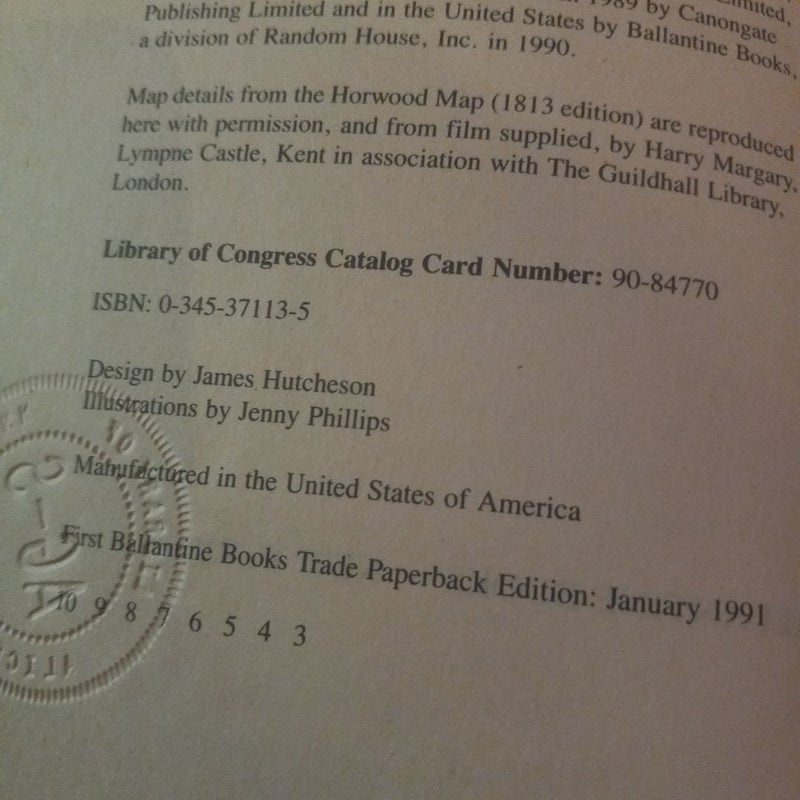 1989 by Canongate
Publishing Limited and in the United States by Ballantine Books,
a division of Random House, Inc. in 1990.
Map details from the Horwood Map (1813 edition) are reproduced
here with permission, and from film supplied, by Harry Margary,
Lympne Castle, Kent in association with The Guildhall Library,
London.
Library of Congress Catalog Card Number: 90-84770
ISBN: 0-345-37113-5
Design by James Hutcheson
Illustrations by Jenny Phillips
Manufactured in the United States of America
First Ballantine Books Trade Paperback Edition: January 1991
10 9 8 7 6 5 4 3